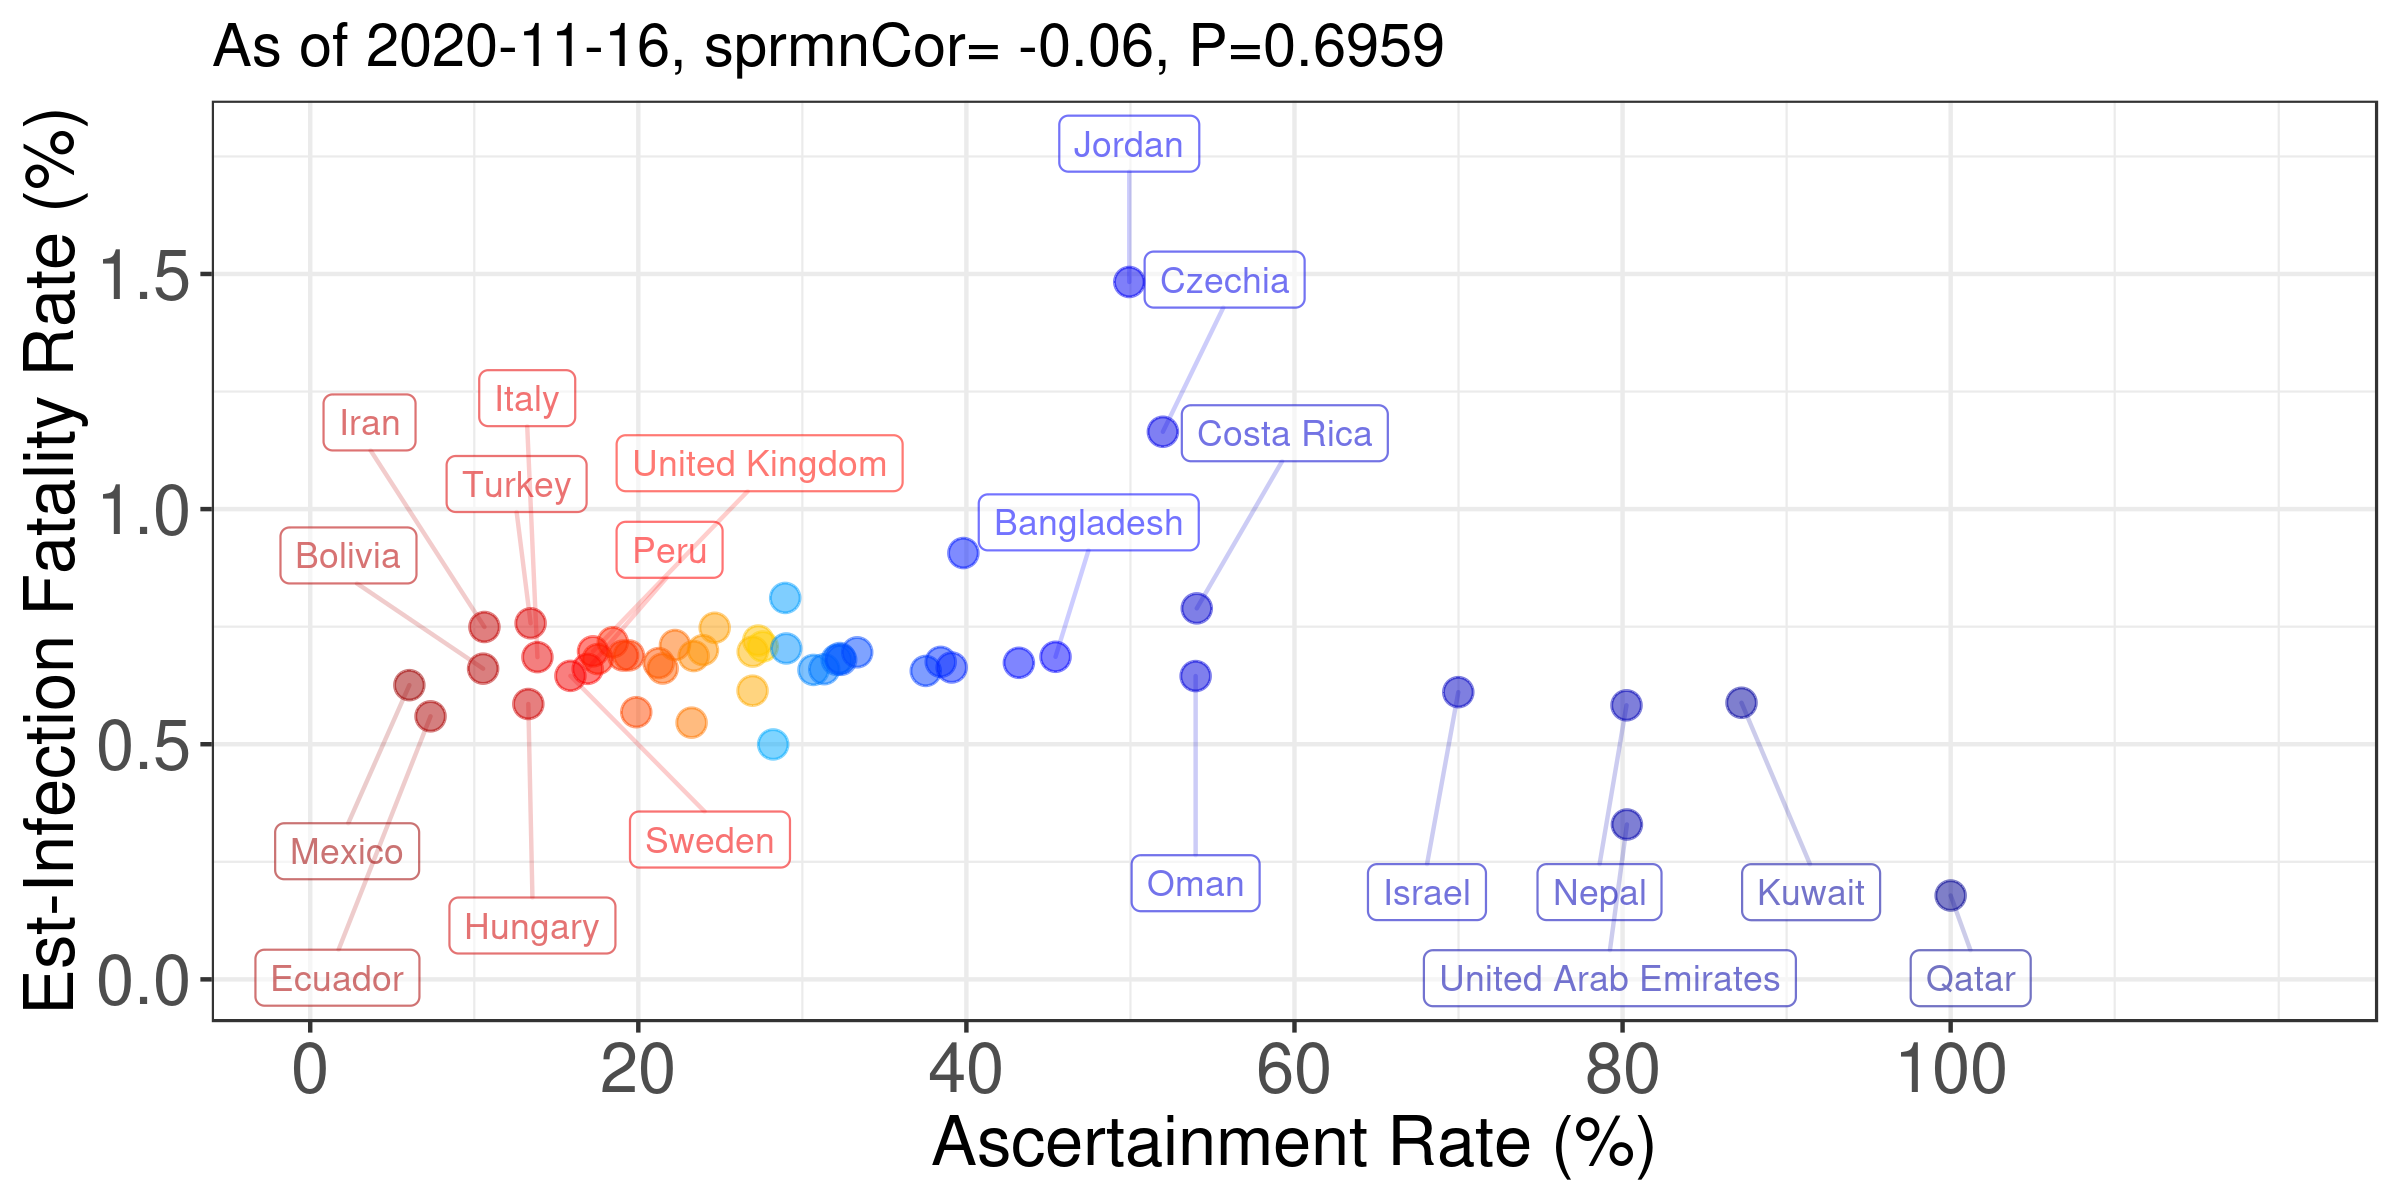 As of 2020-11-16, sprmnCor= -0.06, P=0.6959
Est-Infection Fatality Rate (%)
1.5
1.0
0.5
0.0
Jordan
Czechia
Italy
Iran
Costa Rica
United Kingdom
Turkey
Bangladesh
Peru
Bolivia
Sweden
Mexico
Oman
Israel
Nepal
Kuwait
Hungary
Ecuador
United Arab Emirates
Qatar
0 20 40 60 80 100
Ascertainment Rate (%)